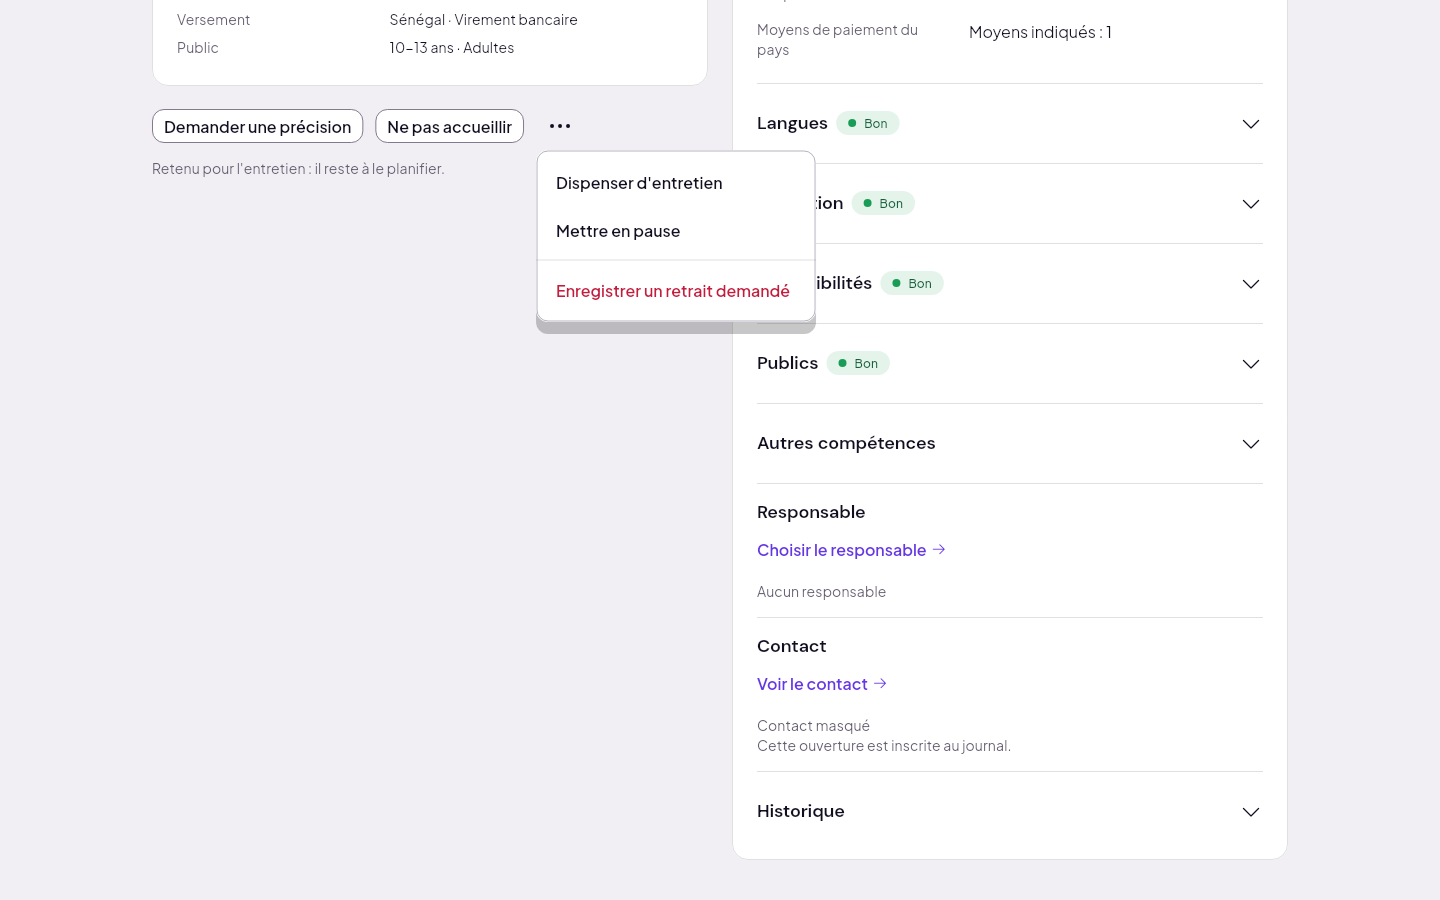 Versement
Sénégal · Virement bancaire
Public
10–13 ans · Adultes
Demander une précision
Ne pas accueillir
Retenu pour l'entretien : il reste à le planifier.
Dispenser d'entretien
Mettre en pause
Enregistrer un retrait demandé
Moyens de paiement du
pays
Moyens indiqués : 1
Langues
Bon
Bon
Bon
Publics
Bon
Autres compétences
Responsable
Choisir le responsable →
Aucun responsable
Contact
Voir le contact →
Contact masqué
Cette ouverture est inscrite au journal.
Historique